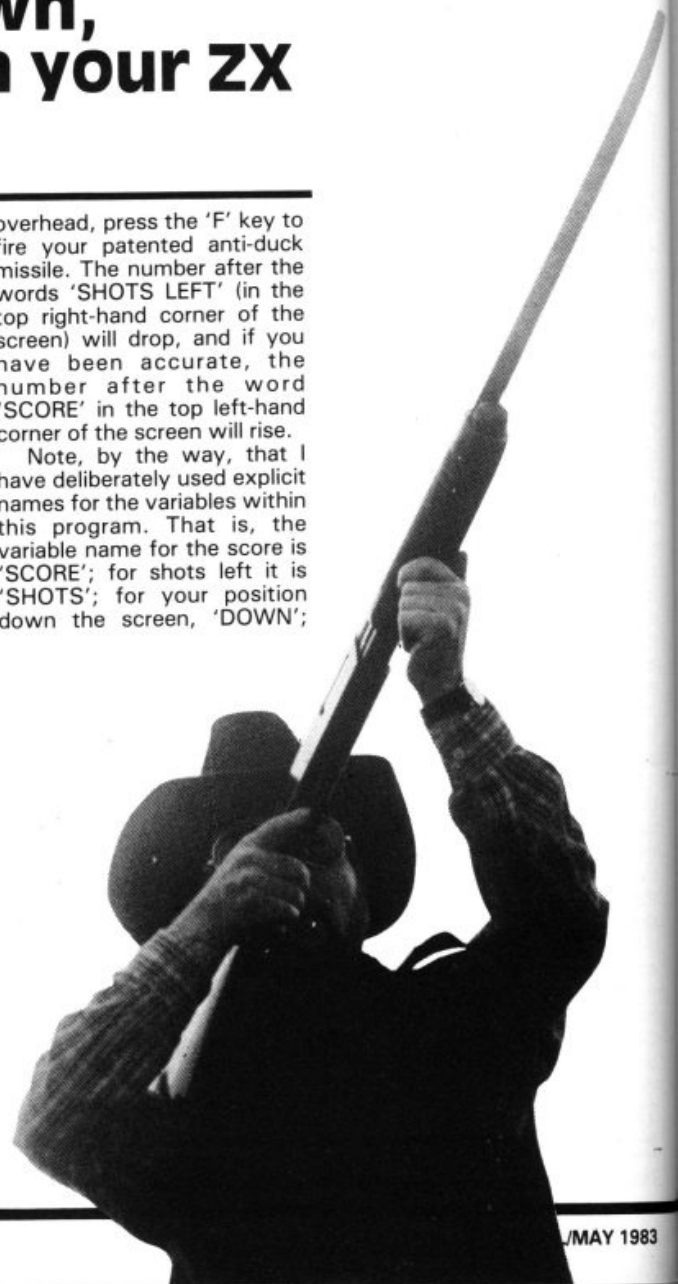 wn,
n your ZX
overhead, press the 'F' key to
fire your patented anti-duck
missile. The number after the
words 'SHOTS LEFT' (in the
top right-hand corner of the
screen) will drop, and if you
have been accurate, the
number after the word
'SCORE' in the top left-hand
corner of the screen will rise.
Note, by the way, that I
have deliberately used explicit
names for the variables within
this program. That is, the
variable name for the score is
'SCORE'; for shots left it is
'SHOTS'; for your position
down the screen, 'DOWN';
/MAY 1983